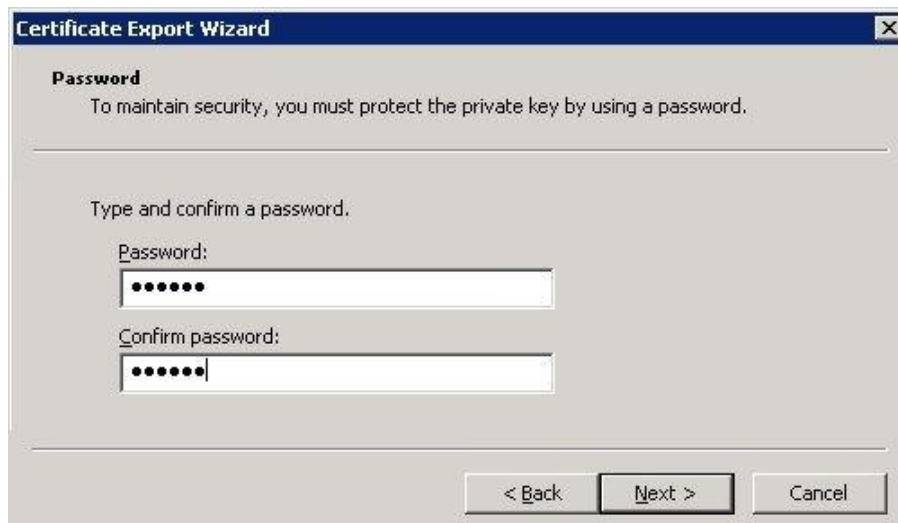 Certificate Export Wizard
Password
To maintain security, you must protect the private key by using a password.
Type and confirm a password.
Password:
••••••
Confirm password:
••••••
< Back Next > Cancel